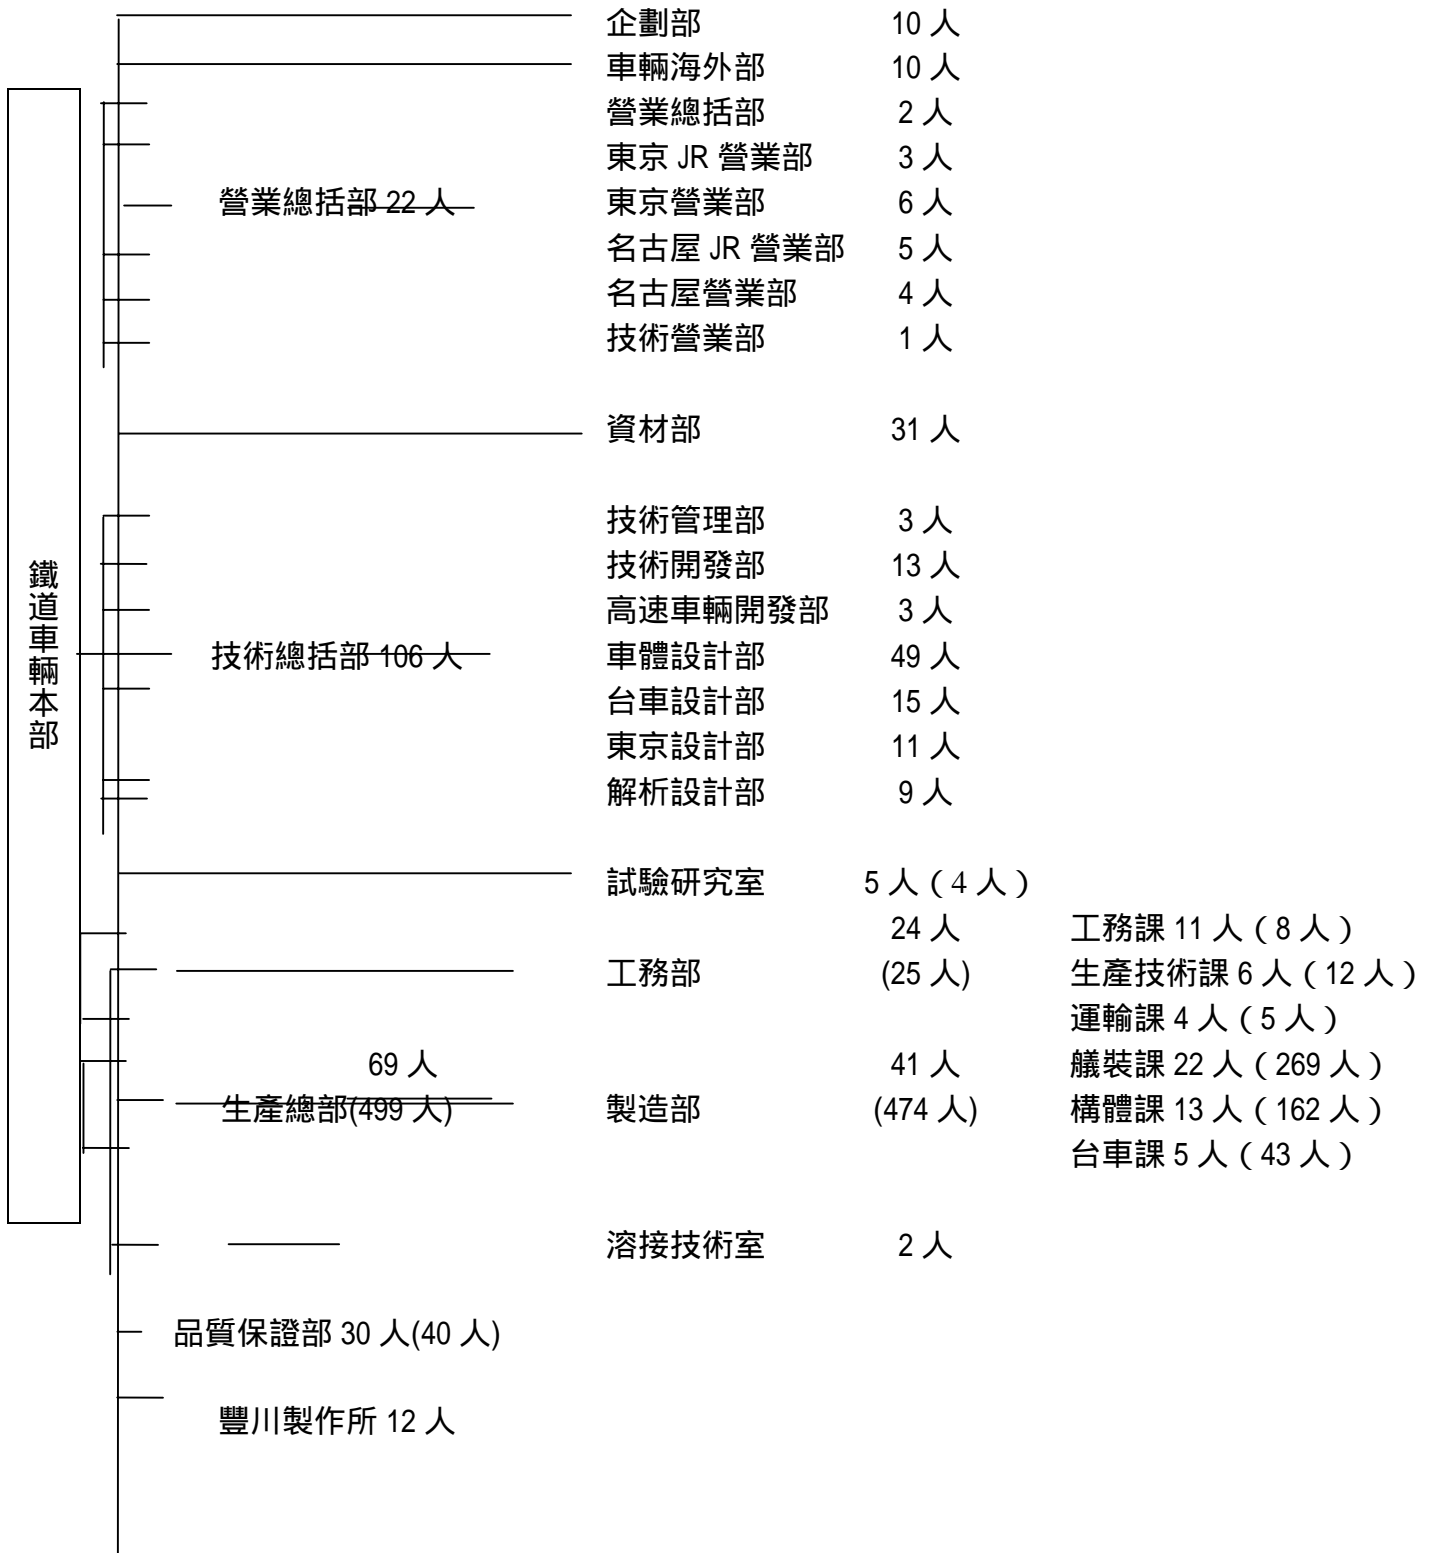 企劃部 10 人
車輛海外部 10 人
營業總括部 2 人
東京 JR 營業部 3 人
營業總括部 22 人 東京營業部 6 人
名古屋 JR 營業部 5 人
名古屋營業部 4 人
技術營業部 1 人
資材部 31 人
技術管理部 3 人
技術開發部 13 人
高速車輛開發部 3 人
鐵道車輛本部
技術總括部 106 人 車體設計部 49 人
台車設計部 15 人
東京設計部 11 人
解析設計部 9 人
試驗研究室 5 人（4 人）
24 人 工務課 11 人（8 人）
工務部 (25 人) 生產技術課 6 人（12 人）
運輸課 4 人（5 人）
69 人 41 人 艤裝課 22 人（269 人）
生產總部(499 人) 製造部 (474 人) 構體課 13 人（162 人）
台車課 5 人（43 人）
溶接技術室 2 人
品質保證部 30 人(40 人)
豐川製作所 12 人